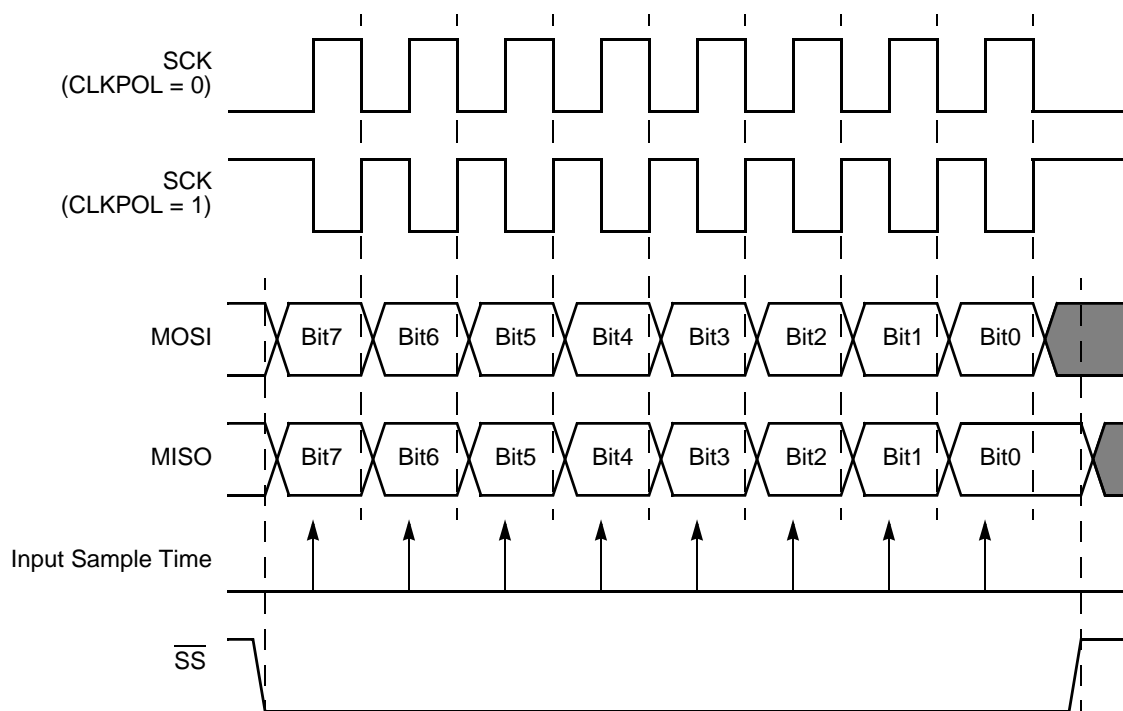 SCK
(CLKPOL = 0)
SCK
(CLKPOL = 1)
MOSI
Bit7 Bit6 Bit5 Bit4 Bit3 Bit2 Bit1 Bit0
MISO
Bit7 Bit6 Bit5 Bit4 Bit3 Bit2 Bit1 Bit0
Input Sample Time
S̅S̅